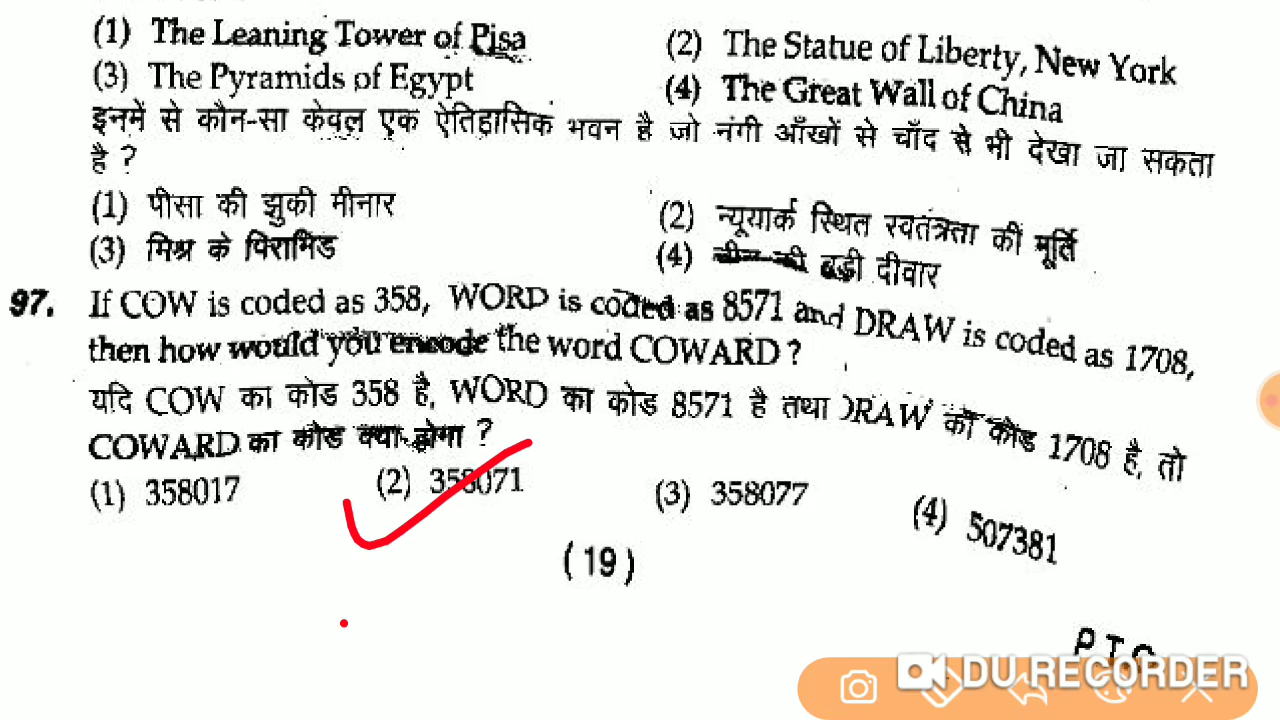 (1) The Leaning Tower of Pisa (2) The Statue of Liberty, New York
(3) The Pyramids of Egypt (4) The Great Wall of China
इनमें से कौन-सा केवल एक ऐतिहासिक भवन है जो नंगी आँखों से चाँद से भी देखा जा सकता
है ?
(1) पीसा की झुकी मीनार (2) न्यूयार्क स्थित स्वतंत्रता की मूर्ति
(3) मिश्र के पिरामिड (4) चीन की बड़ी दीवार
97. If COW is coded as 358, WORD is coded as 8571 and DRAW is coded as 1708,
then how would you encode the word COWARD ?
यदि COW का कोड 358 है, WORD का कोड 8571 है तथा DRAW का कोड 1708 है, तो
COWARD का कोड क्या होगा ?
(1) 358017 (2) 358071 (3) 358077 (4) 507381
( 19 )
P.T.O.
DU RECORDER